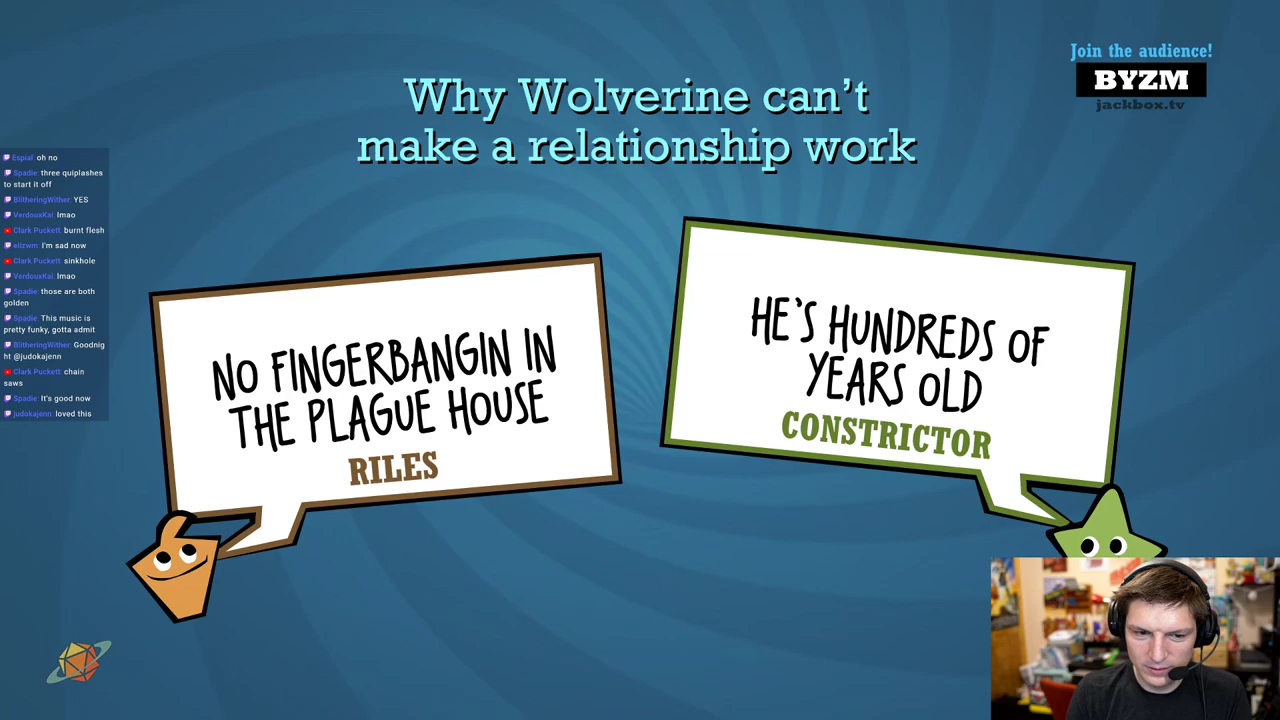 Join the audience!
BYZM
jackbox.tv
Why Wolverine can't
make a relationship work
Espial: oh no
Spadie: three quiplashes
to start it off
BlitheringWither: YES
VerdouxKai: lmao
Clark Puckett: burnt flesh
elizwm: I'm sad now
Clark Puckett: sinkhole
VerdouxKai: lmao
Spadie: those are both
golden
Spadie: This music is
pretty funky, gotta admit
BlitheringWither: Goodnig
ht @judokajenn
Clark Puckett: chain
saws
Spadie: It's good now
judokajenn: loved this
NO FINGERBANGIN IN
THE PLAGUE HOUSE
RILES
HE'S HUNDREDS OF
YEARS OLD
CONSTRICTOR